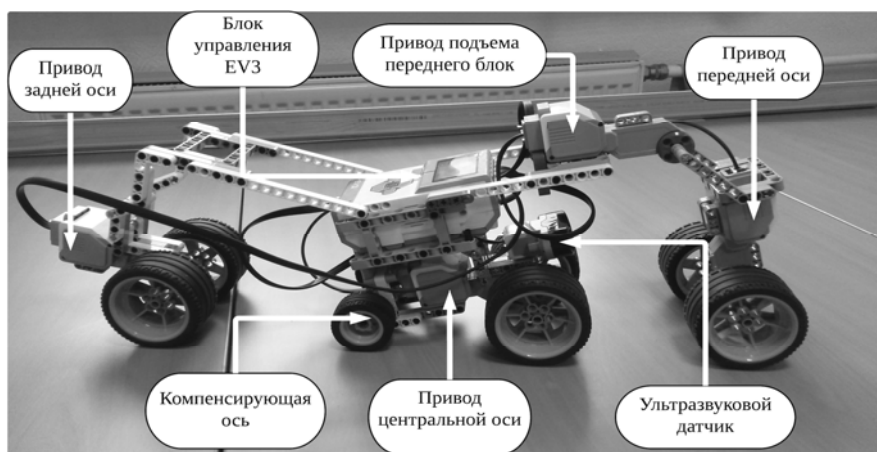 Блок
управления
EV3
Привод подъема
переднего блок
Привод
передней оси
Привод
задней оси
Компенсирующая
ось
Привод
центральной оси
Ультразвуковой
датчик